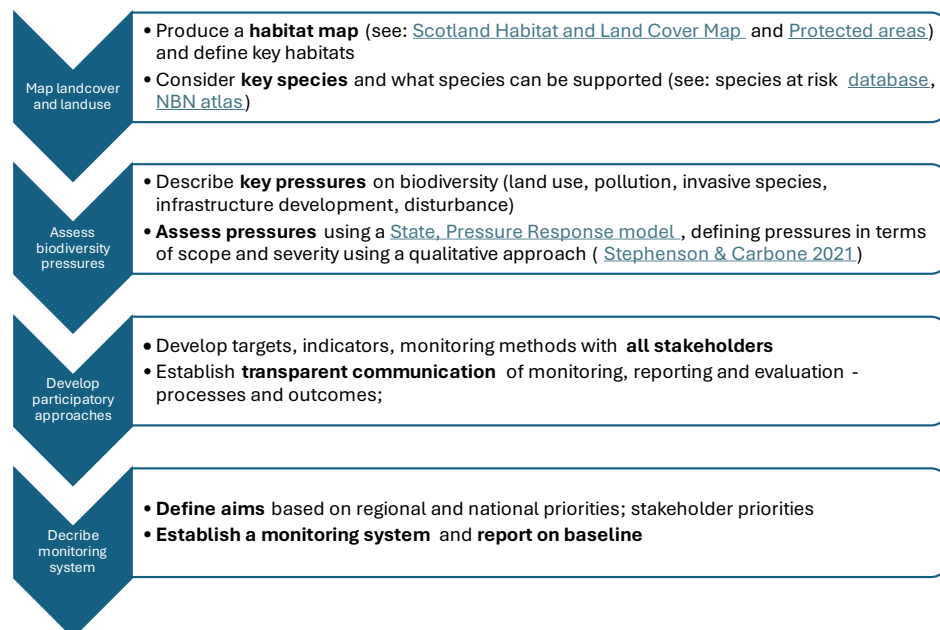 Map landcover
and landuse
• Produce a habitat map (see: Scotland Habitat and Land Cover Map and Protected areas)
and define key habitats
• Consider key species and what species can be supported (see: species at risk database,
NBN atlas)
Assess
biodiversity
pressures
• Describe key pressures on biodiversity (land use, pollution, invasive species,
infrastructure development, disturbance)
• Assess pressures using a State, Pressure Response model , defining pressures in terms
of scope and severity using a qualitative approach ( Stephenson & Carbone 2021)
Develop
participatory
approaches
• Develop targets, indicators, monitoring methods with all stakeholders
• Establish transparent communication of monitoring, reporting and evaluation -
processes and outcomes;
Decribe
monitoring
system
• Define aims based on regional and national priorities; stakeholder priorities
• Establish a monitoring system and report on baseline